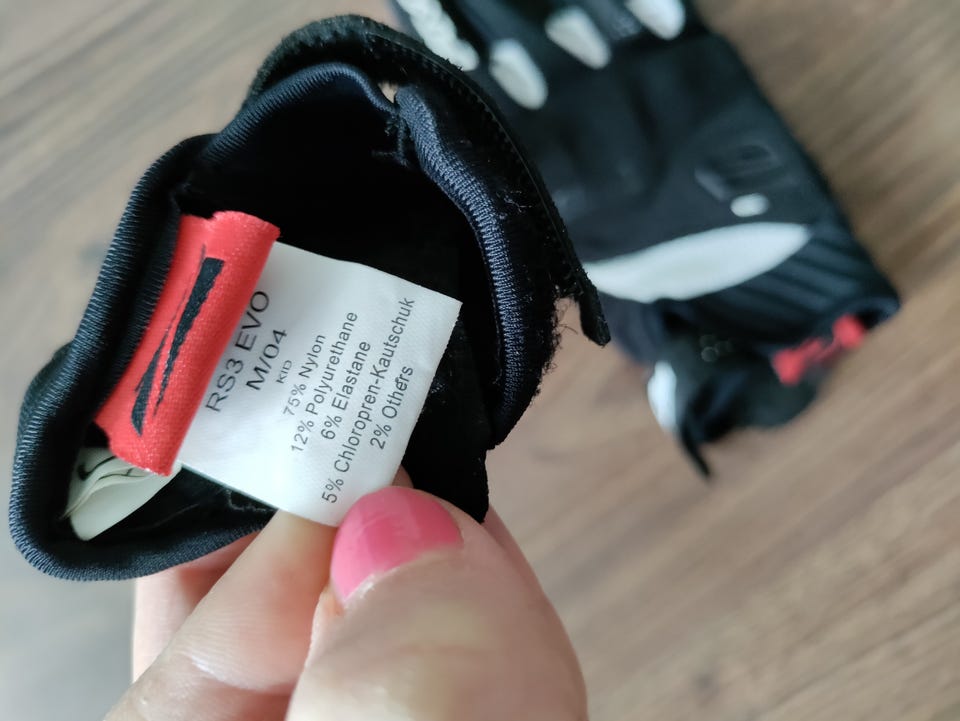 RS3 EVO
M/04
KID
75% Nylon
12% Polyurethane
6% Elastane
5% Chloropren-Kautschuk
2% Others